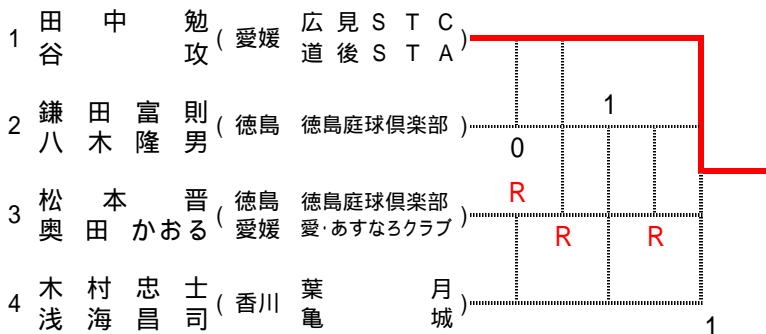 田中勉 広見STC
1 ( 愛媛 )
谷攻 道後STA
1
鎌田富則
2 ( 徳島 徳島庭球倶楽部 )
八木隆男
0
R
松本晋 徳島 徳島庭球倶楽部
3 ( )
奥田かおる 愛媛 愛・あすなろクラブ
R R
木村忠士 葉月
4 ( 香川 )
浅海昌司 亀城
1